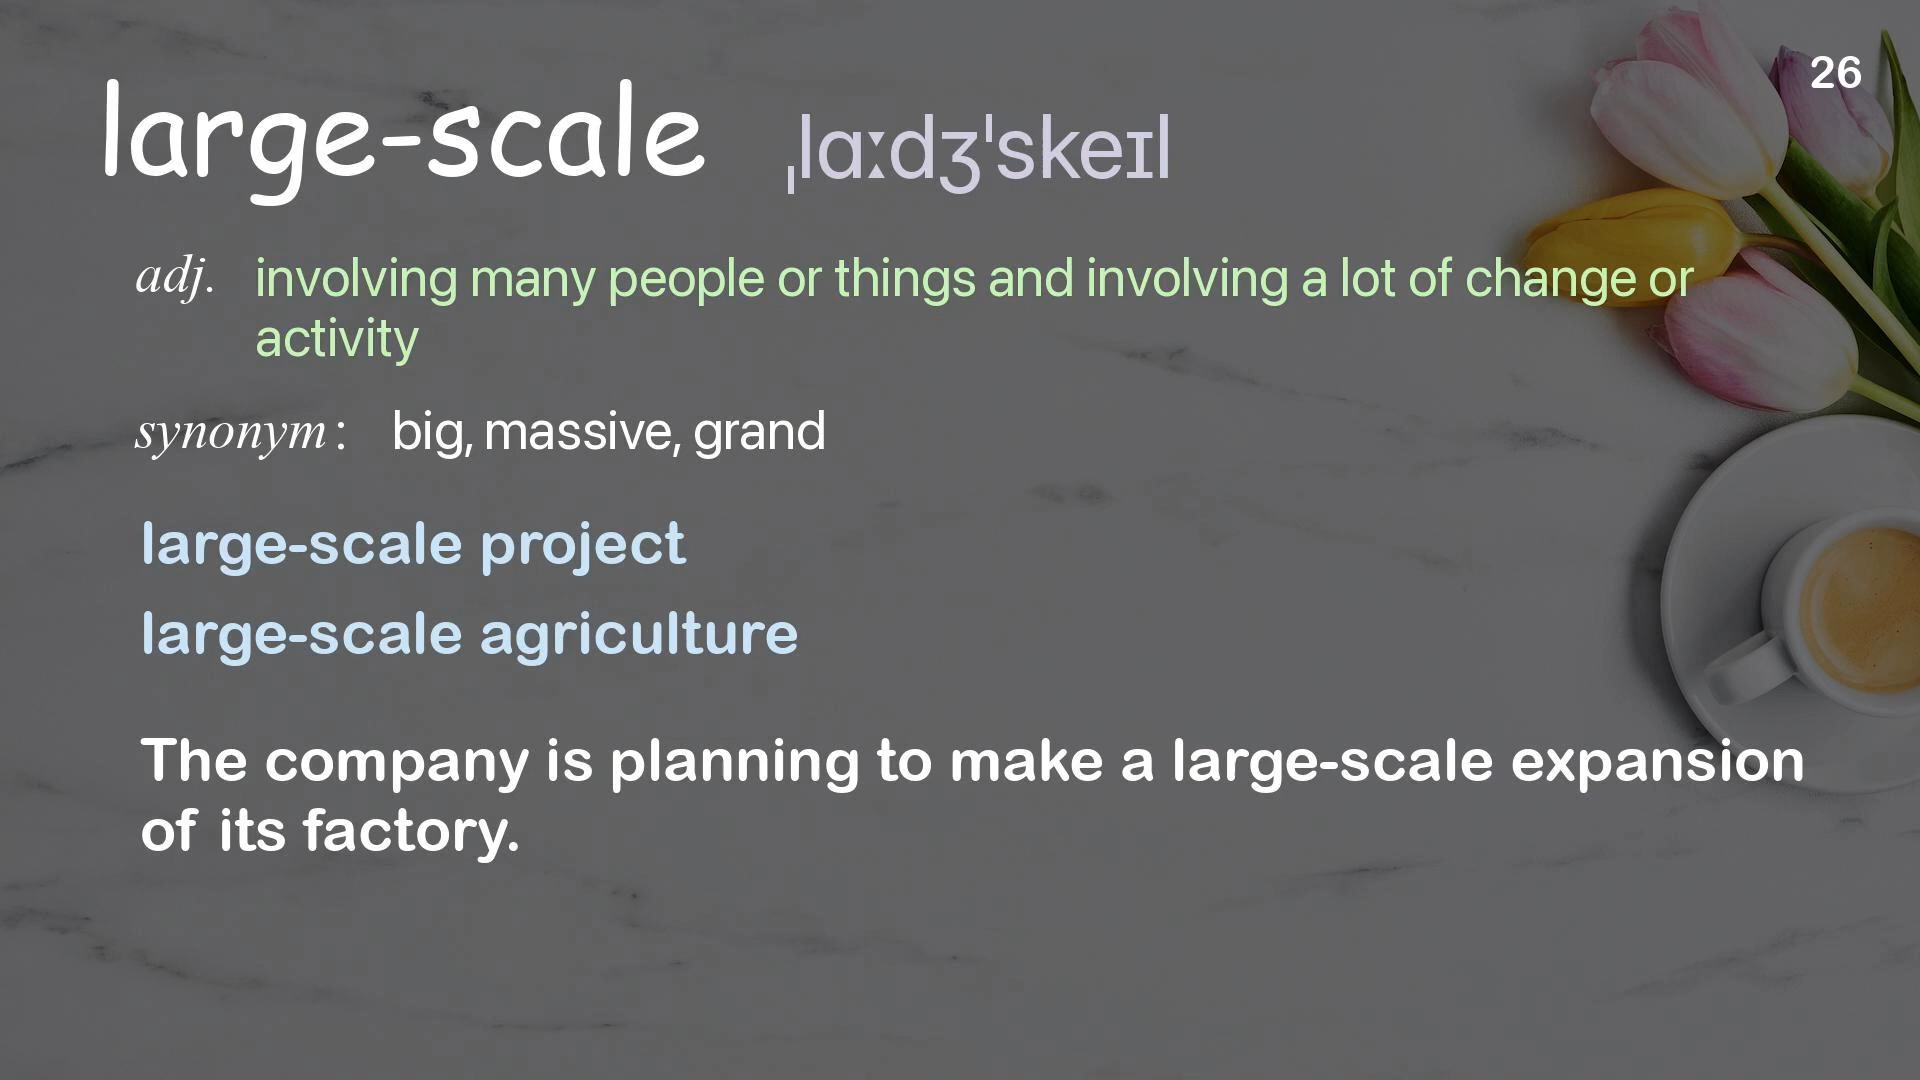 26
large-scale ˌlɑːdʒˈskeɪl
adj. involving many people or things and involving a lot of change or
activity
synonym: big, massive, grand
large-scale project
large-scale agriculture
The company is planning to make a large-scale expansion
of its factory.